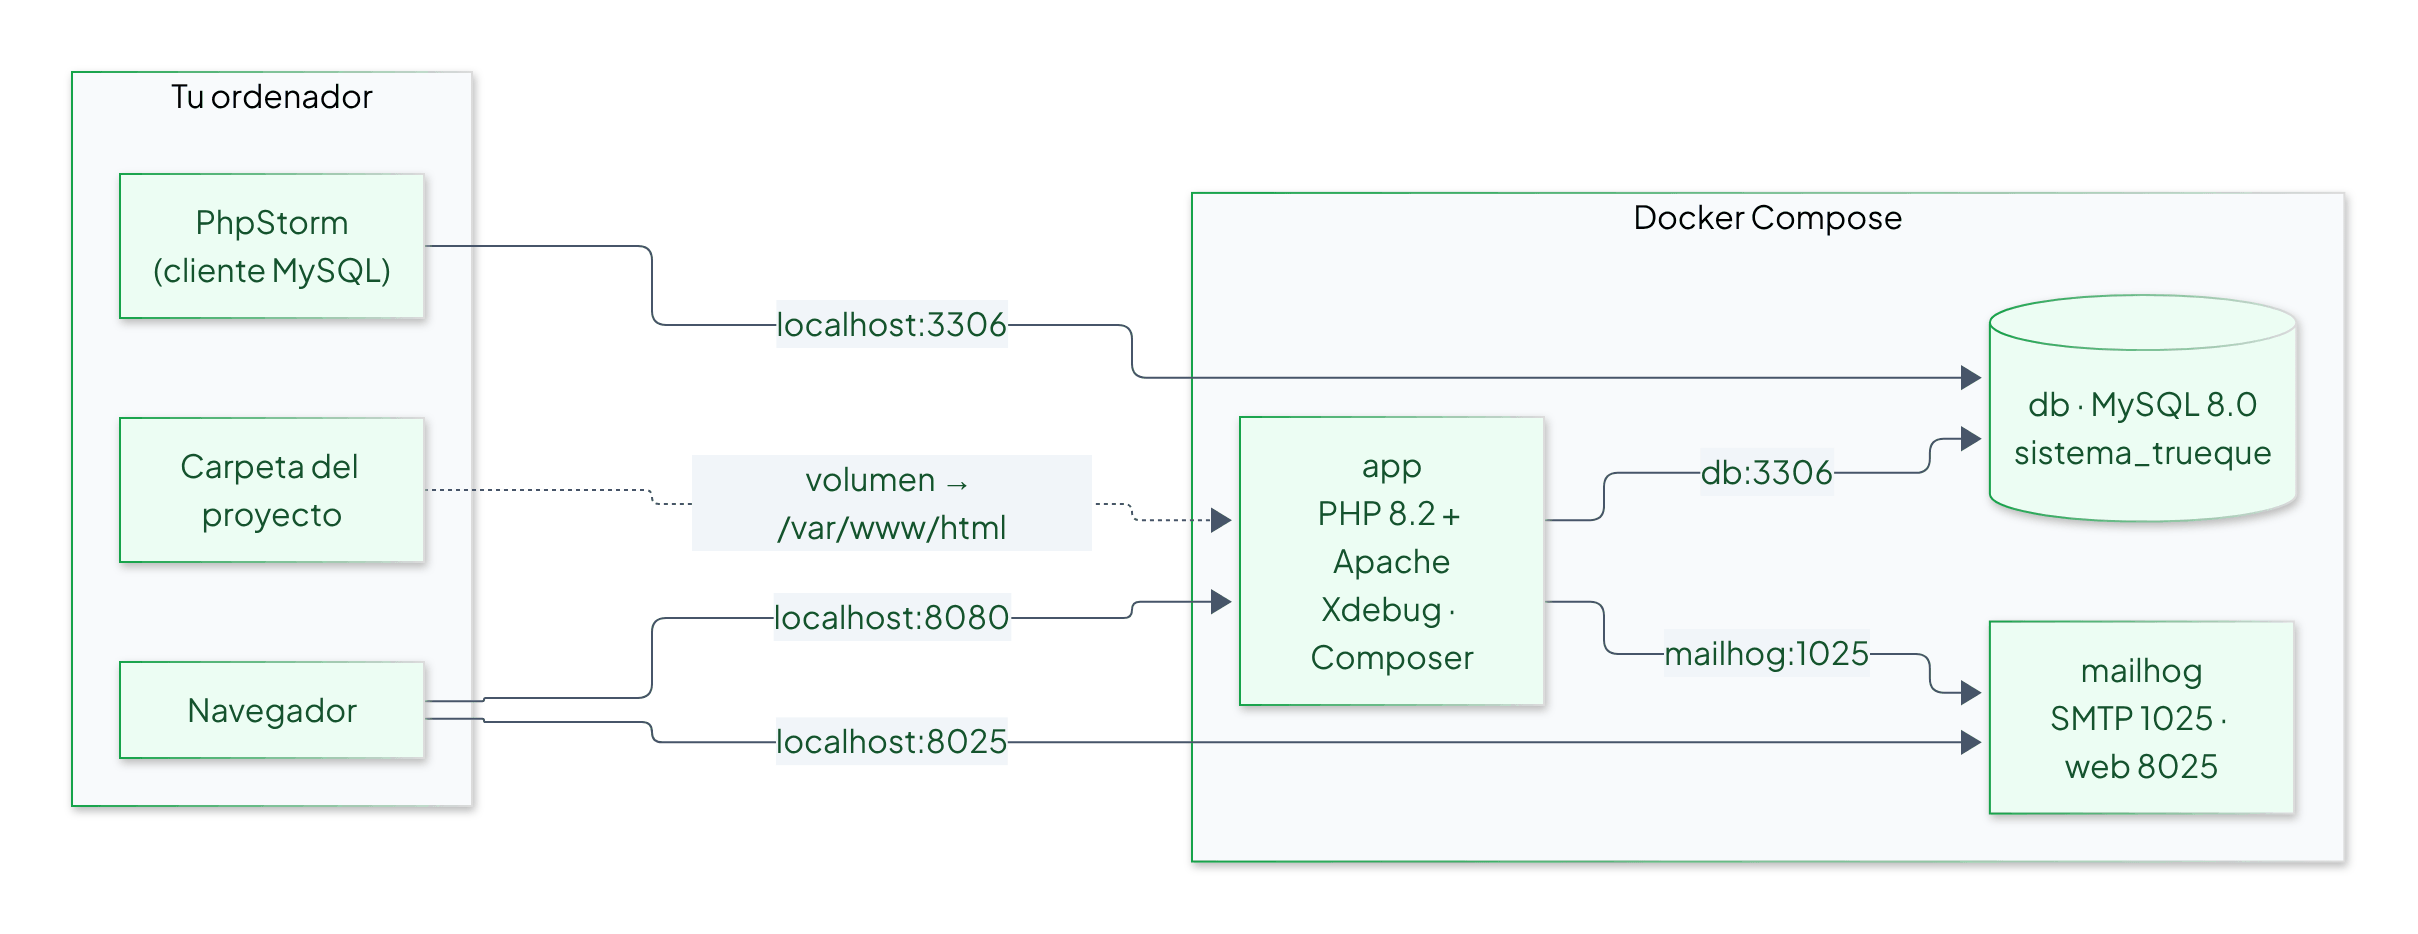 Tu ordenador
PhpStorm
(cliente MySQL)
Carpeta del
proyecto
Navegador
localhost:3306
volumen →
/var/www/html
localhost:8080
localhost:8025
Docker Compose
app
PHP 8.2 +
Apache
Xdebug ·
Composer
db:3306
mailhog:1025
db · MySQL 8.0
sistema_trueque
mailhog
SMTP 1025 ·
web 8025